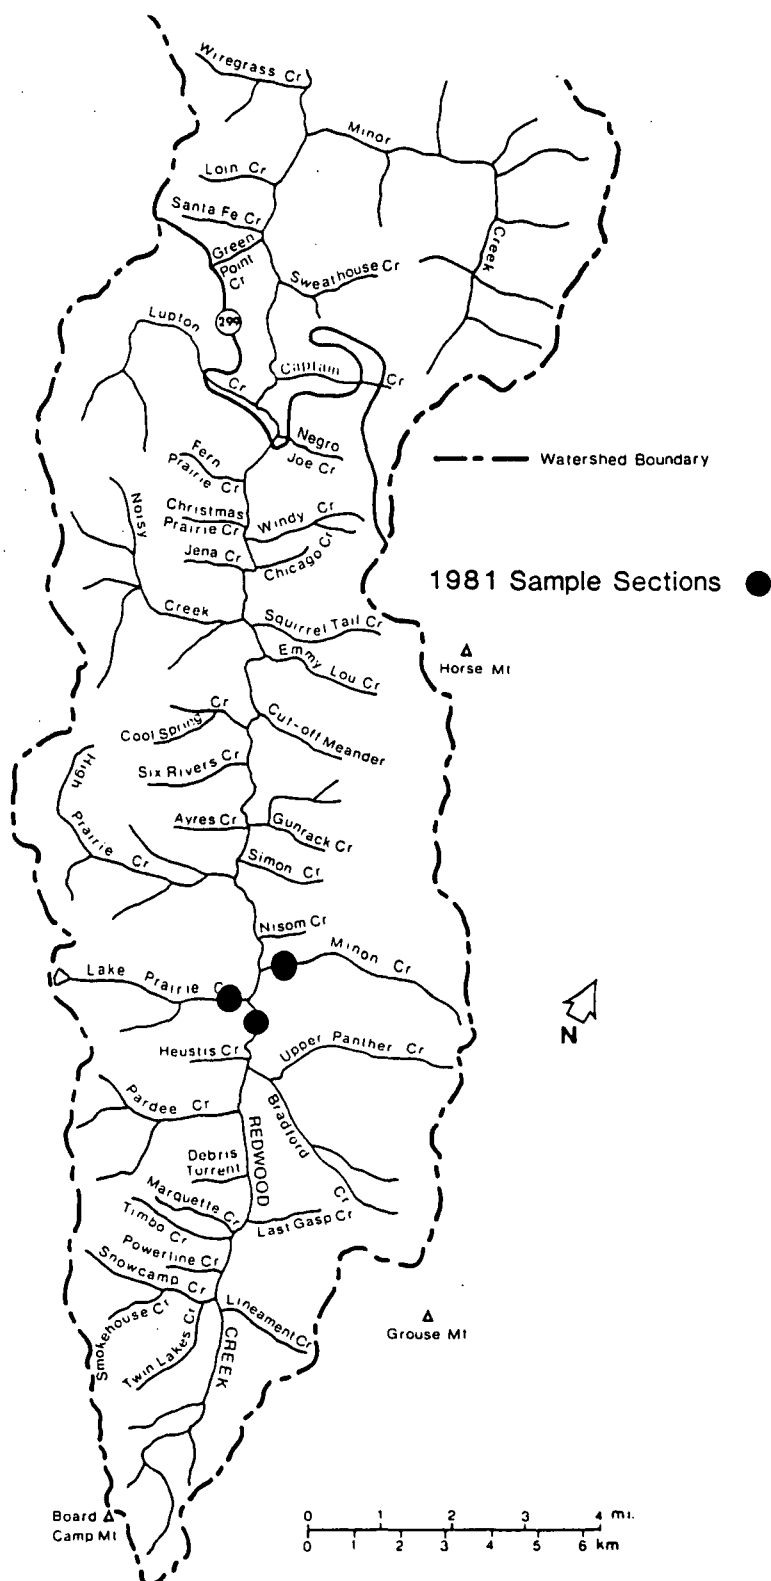 Wiregrass Cr
Minor
Creek
Loin Cr
Santa Fe Cr
Green
Point
Cr
Sweathouse Cr
299
Lupton
Cr
Captain
Cr
Negro
Joe Cr
Fern
Prairie Cr
Watershed Boundary
Noisy
Creek
Christmas
Prairie Cr
Windy Cr
Jena Cr
Chicago Cr
1981 Sample Sections
Squirrel Tail Cr
Emmy Lou Cr
Horse Mt
Cool Spring
Cr
Cut-off Meander
High
Prairie Cr
Six Rivers Cr
Ayres Cr
Gunrack Cr
Simon Cr
Nisom Cr
Minon Cr
Lake Prairie C
N
Heustis Cr
Upper Panther Cr
Pardee Cr
Bradford
Cr
REDWOOD
CREEK
Debris
Turrent
Marquette Cr
Timbo Cr
Last Gasp Cr
Powerline Cr
Snowcamp Cr
Smokehouse Cr
Twin Lakes Cr
Lineament Cr
Grouse Mt
Board
Camp Mt
0 1 2 3 4 mi.
0 1 2 3 4 5 6 km